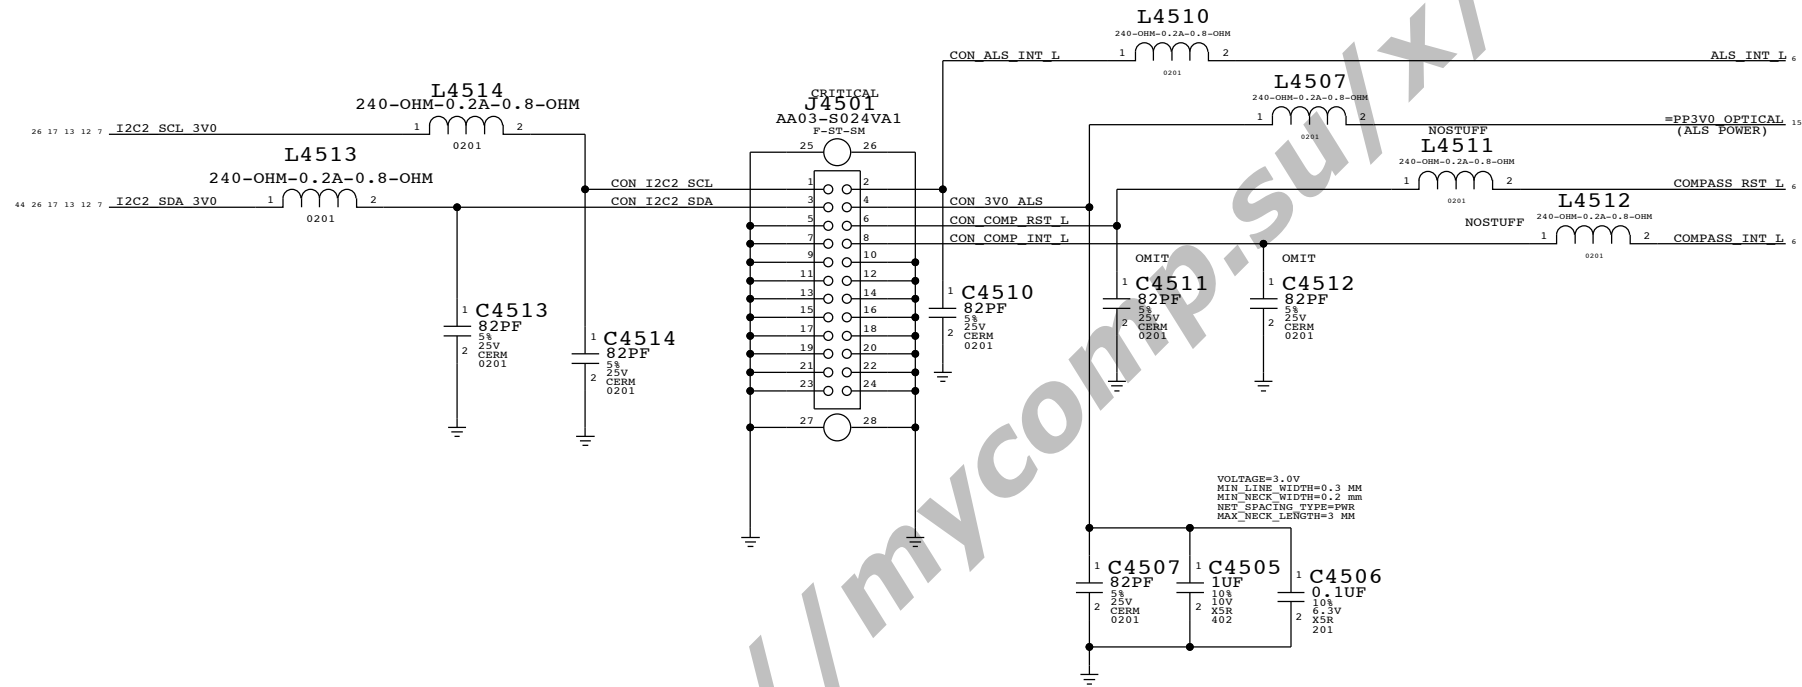 L4510
240-OHM-0.2A-0.8-OHM
CON_ALS_INT_L
1
2
0201
ALS_INT_L 6
L4507
240-OHM-0.2A-0.8-OHM
1
2
0201
=PP3V0_OPTICAL 15
(ALS POWER)
L4514
240-OHM-0.2A-0.8-OHM
26 17 13 12 7 I2C2_SCL_3V0
1
2
0201
L4513
240-OHM-0.2A-0.8-OHM
44 26 17 13 12 7 I2C2_SDA_3V0
1
2
0201
CON_I2C2_SCL
CON_I2C2_SDA
CRITICAL
J4501
AA03-S024VA1
F-ST-SM
25 26
1 2
3 4
5 6
7 8
9 10
11 12
13 14
15 16
17 18
19 20
21 22
23 24
27 28
CON_3V0_ALS
CON_COMP_RST_L
CON_COMP_INT_L
NOSTUFF
L4511
240-OHM-0.2A-0.8-OHM
1
2
0201
COMPASS_RST_L 6
NOSTUFF
L4512
240-OHM-0.2A-0.8-OHM
1
2
0201
COMPASS_INT_L 6
1
2
C4513
82PF
5%
25V
CERM
0201
1
2
C4514
82PF
5%
25V
CERM
0201
1
2
C4510
82PF
5%
25V
CERM
0201
OMIT
1
2
C4511
82PF
5%
25V
CERM
0201
OMIT
1
2
C4512
82PF
5%
25V
CERM
0201
VOLTAGE=3.0V
MIN_LINE_WIDTH=0.3 MM
MIN_NECK_WIDTH=0.2 mm
NET_SPACING_TYPE=PWR
MAX_NECK_LENGTH=3 MM
1
2
C4507
82PF
5%
25V
CERM
0201
1
2
C4505
1UF
10%
10V
X5R
402
1
2
C4506
0.1UF
10%
6.3V
X5R
201
//mycomp.su/x/